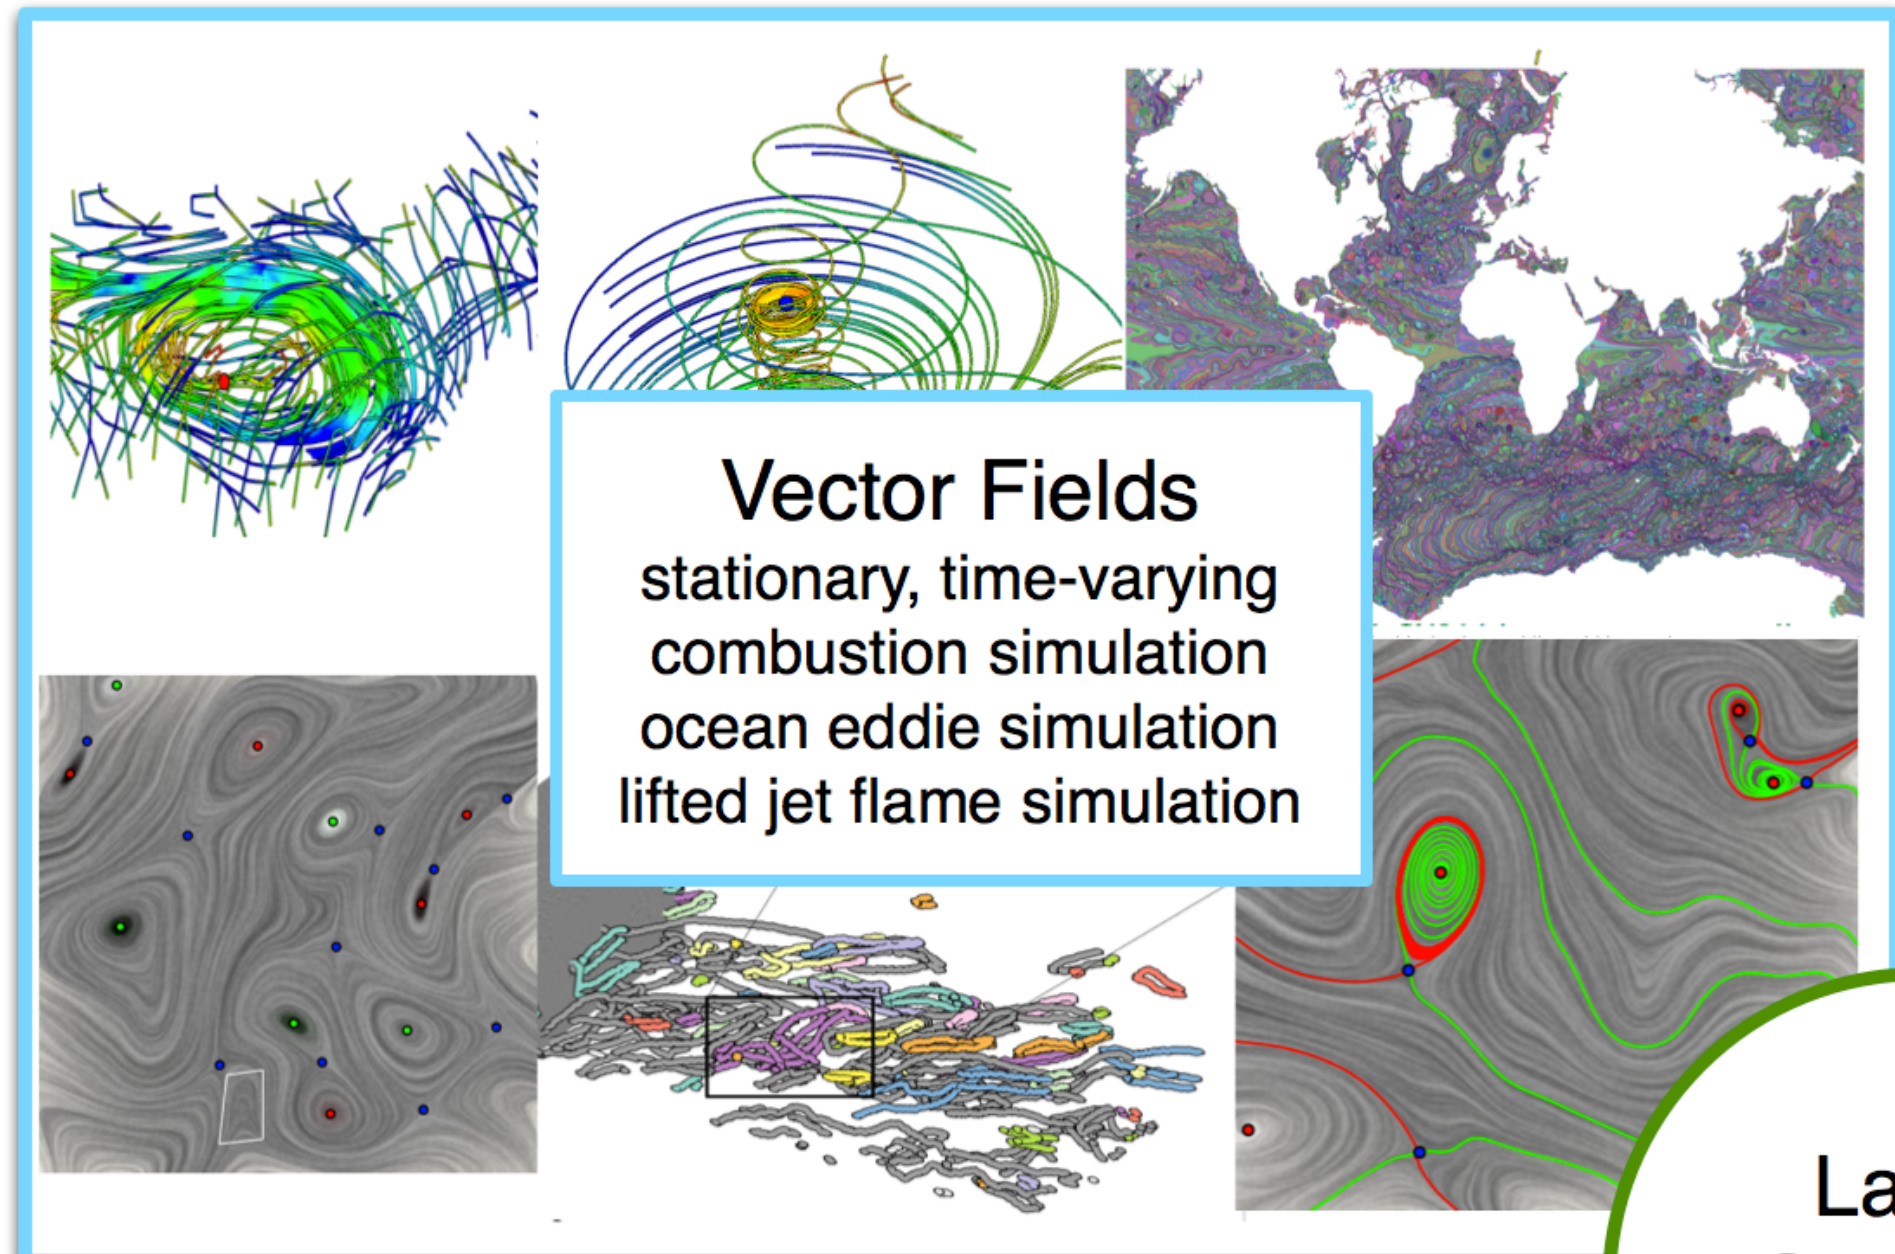 Vector Fields
stationary, time-varying
combustion simulation
ocean eddie simulation
lifted jet flame simulation
La